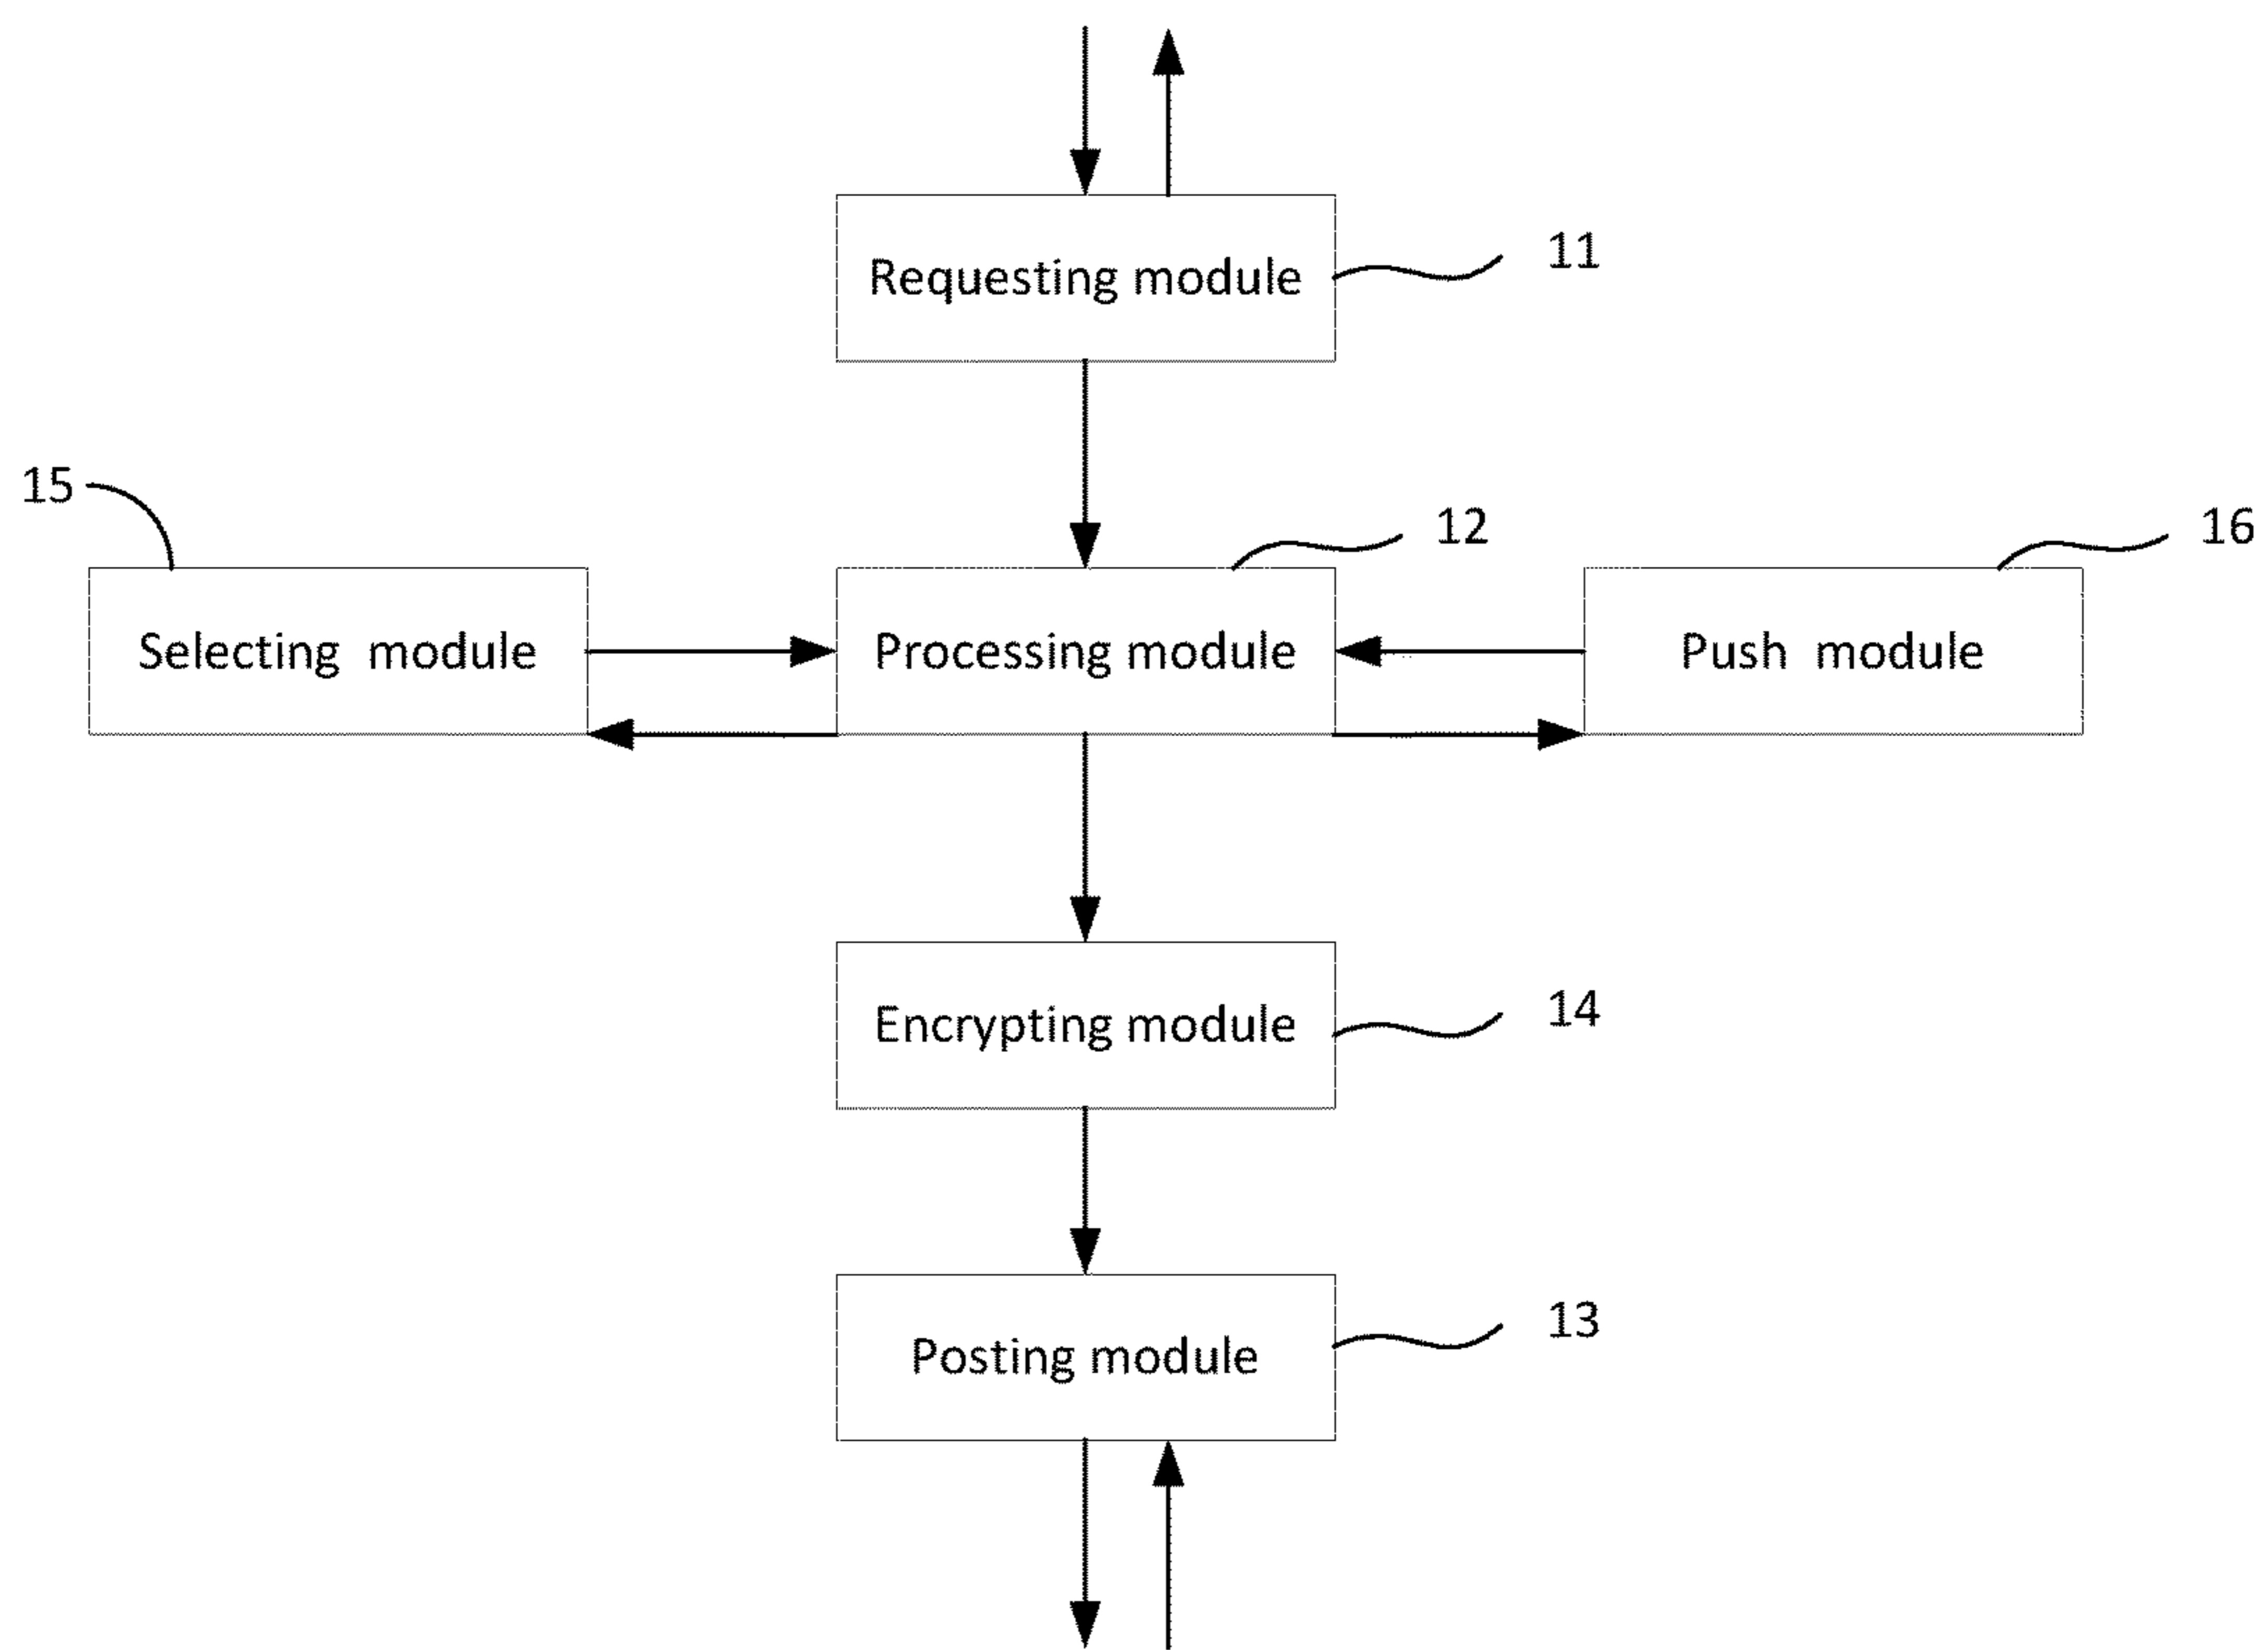 Requesting module
11
15
12
16
Selecting module
Processing module
Push module
Encrypting module
14
Posting module
13